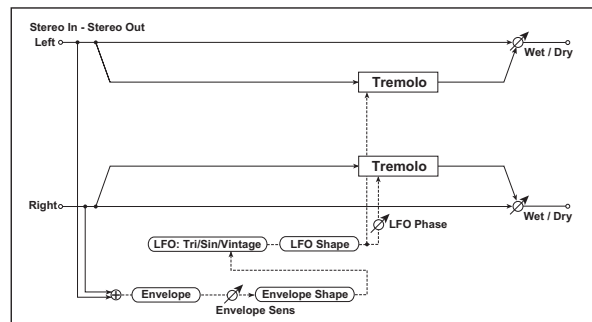 Stereo In - Stereo Out
Left
Wet / Dry
Tremolo
Tremolo
Right
Wet / Dry
LFO Phase
LFO: Tri/Sin/Vintage
LFO Shape
Envelope
Envelope Sens
Envelope Shape